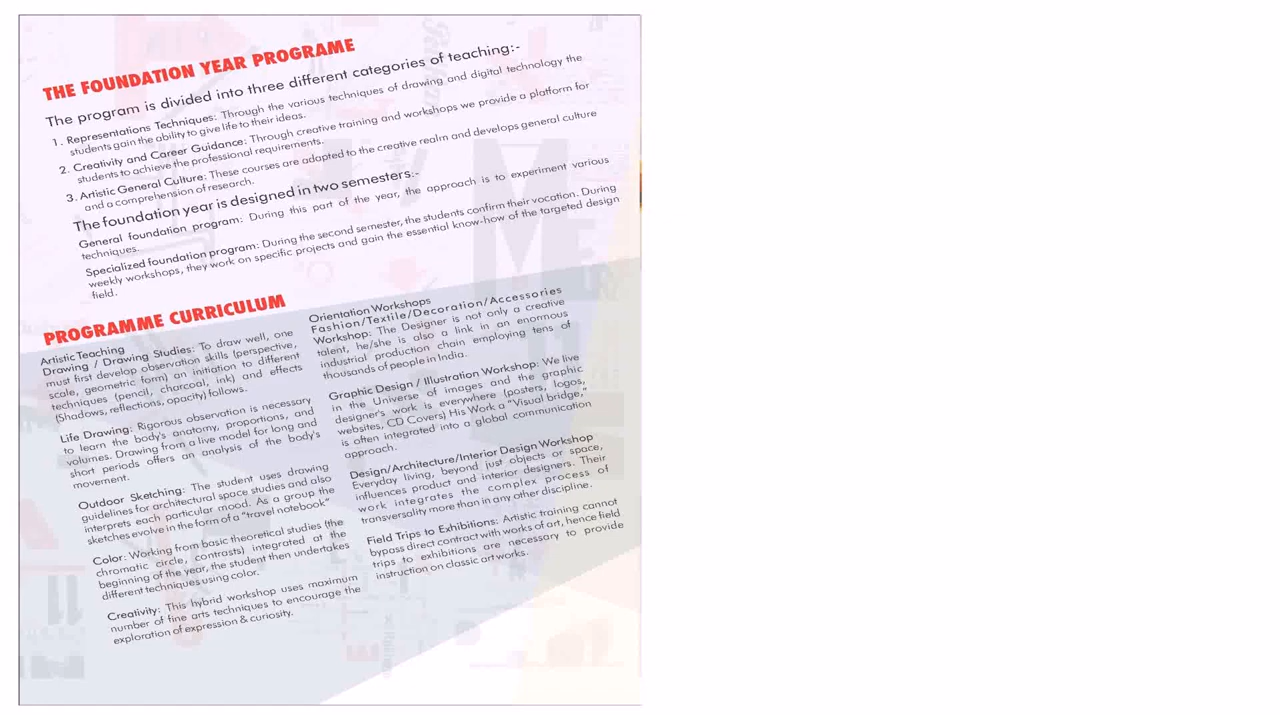 THE FOUNDATION YEAR PROGRAME
The program is divided into three different categories of teaching:-
1. Representations Techniques: Through the various techniques of drawing and digital technology the
students gain the ability to give life to their ideas.
2. Creativity and Career Guidance: Through creative training and workshops we provide a platform for
students to achieve the professional requirements.
3. Artistic General Culture: These courses are adapted to the creative realm and develops general culture
and a comprehension of research.
The foundation year is designed in two semesters:-
General foundation program: During this part of the year, the approach is to experiment various
techniques.
Specialized foundation program: During the second semester, the students confirm their vocation. During
weekly workshops, they work on specific projects and gain the essential know-how of the targeted design
field.
PROGRAMME CURRICULUM
Artistic Teaching
Drawing / Drawing Studies: To draw well, one
must first develop observation skills (perspective,
scale, geometric form) an initiation to different
techniques (pencil, charcoal, ink) and effects
(Shadows, reflections, opacity) follows.
Life Drawing: Rigorous observation is necessary
to learn the body's anatomy, proportions, and
volumes. Drawing from a live model for long and
short periods offers an analysis of the body's
movement.
Outdoor Sketching: The student uses drawing
guidelines for architectural space studies and also
interprets each particular mood. As a group the
sketches evolve in the form of a "travel notebook"
Color: Working from basic theoretical studies (the
chromatic circle, contrasts) integrated at the
beginning of the year, the student then undertakes
different techniques using color.
Creativity: This hybrid workshop uses maximum
number of fine arts techniques to encourage the
exploration of expression & curiosity.
Orientation Workshops
Fashion/Textile/Decoration/Accessories
Workshop: The Designer is not only a creative
talent, he/she is also a link in an enormous
industrial production chain employing tens of
thousands of people in India.
Graphic Design / Illustration Workshop: We live
in the Universe of images and the graphic
designer's work is everywhere (posters, logos,
websites, CD Covers) His Work a "Visual bridge,"
is often integrated into a global communication
approach.
Design/Architecture/Interior Design Workshop
Everyday living, beyond just objects or space,
influences product and interior designers. Their
work integrates the complex process of
transversality more than in any other discipline.
Field Trips to Exhibitions: Artistic training cannot
bypass direct contract with works of art, hence field
trips to exhibitions are necessary to provide
instruction on classic art works.